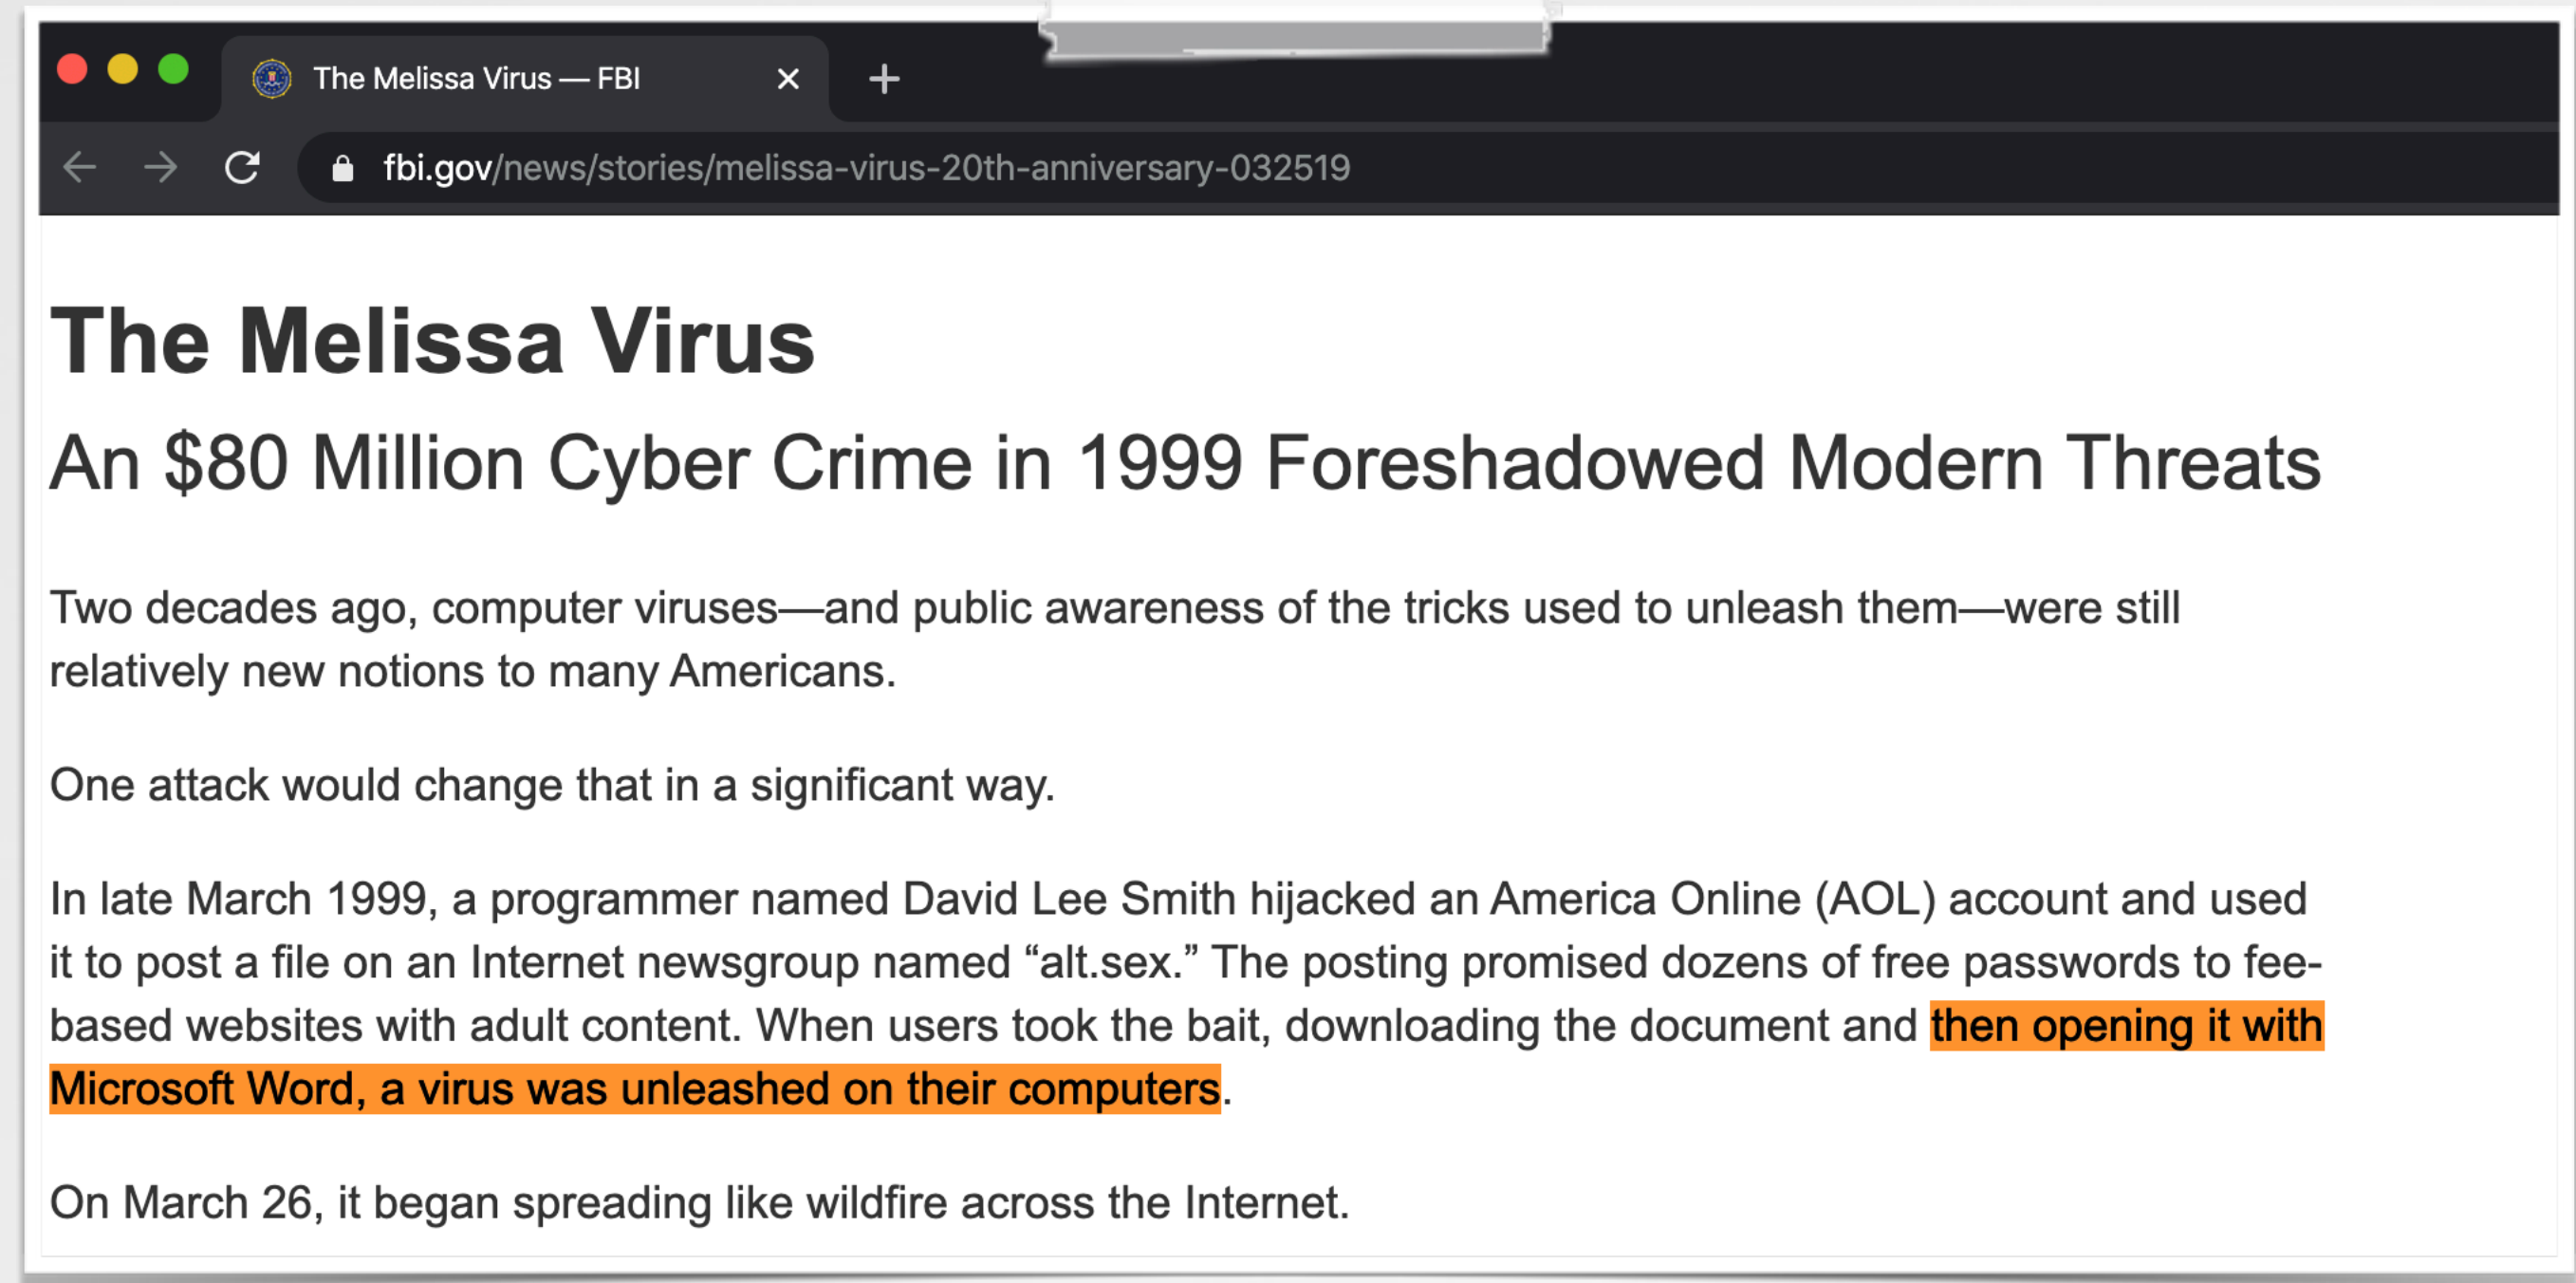 The Melissa Virus — FBI
fbi.gov/news/stories/melissa-virus-20th-anniversary-032519
The Melissa Virus
An $80 Million Cyber Crime in 1999 Foreshadowed Modern Threats
Two decades ago, computer viruses—and public awareness of the tricks used to unleash them—were still
relatively new notions to many Americans.
One attack would change that in a significant way.
In late March 1999, a programmer named David Lee Smith hijacked an America Online (AOL) account and used
it to post a file on an Internet newsgroup named “alt.sex.” The posting promised dozens of free passwords to fee-
based websites with adult content. When users took the bait, downloading the document and then opening it with
Microsoft Word, a virus was unleashed on their computers.
On March 26, it began spreading like wildfire across the Internet.